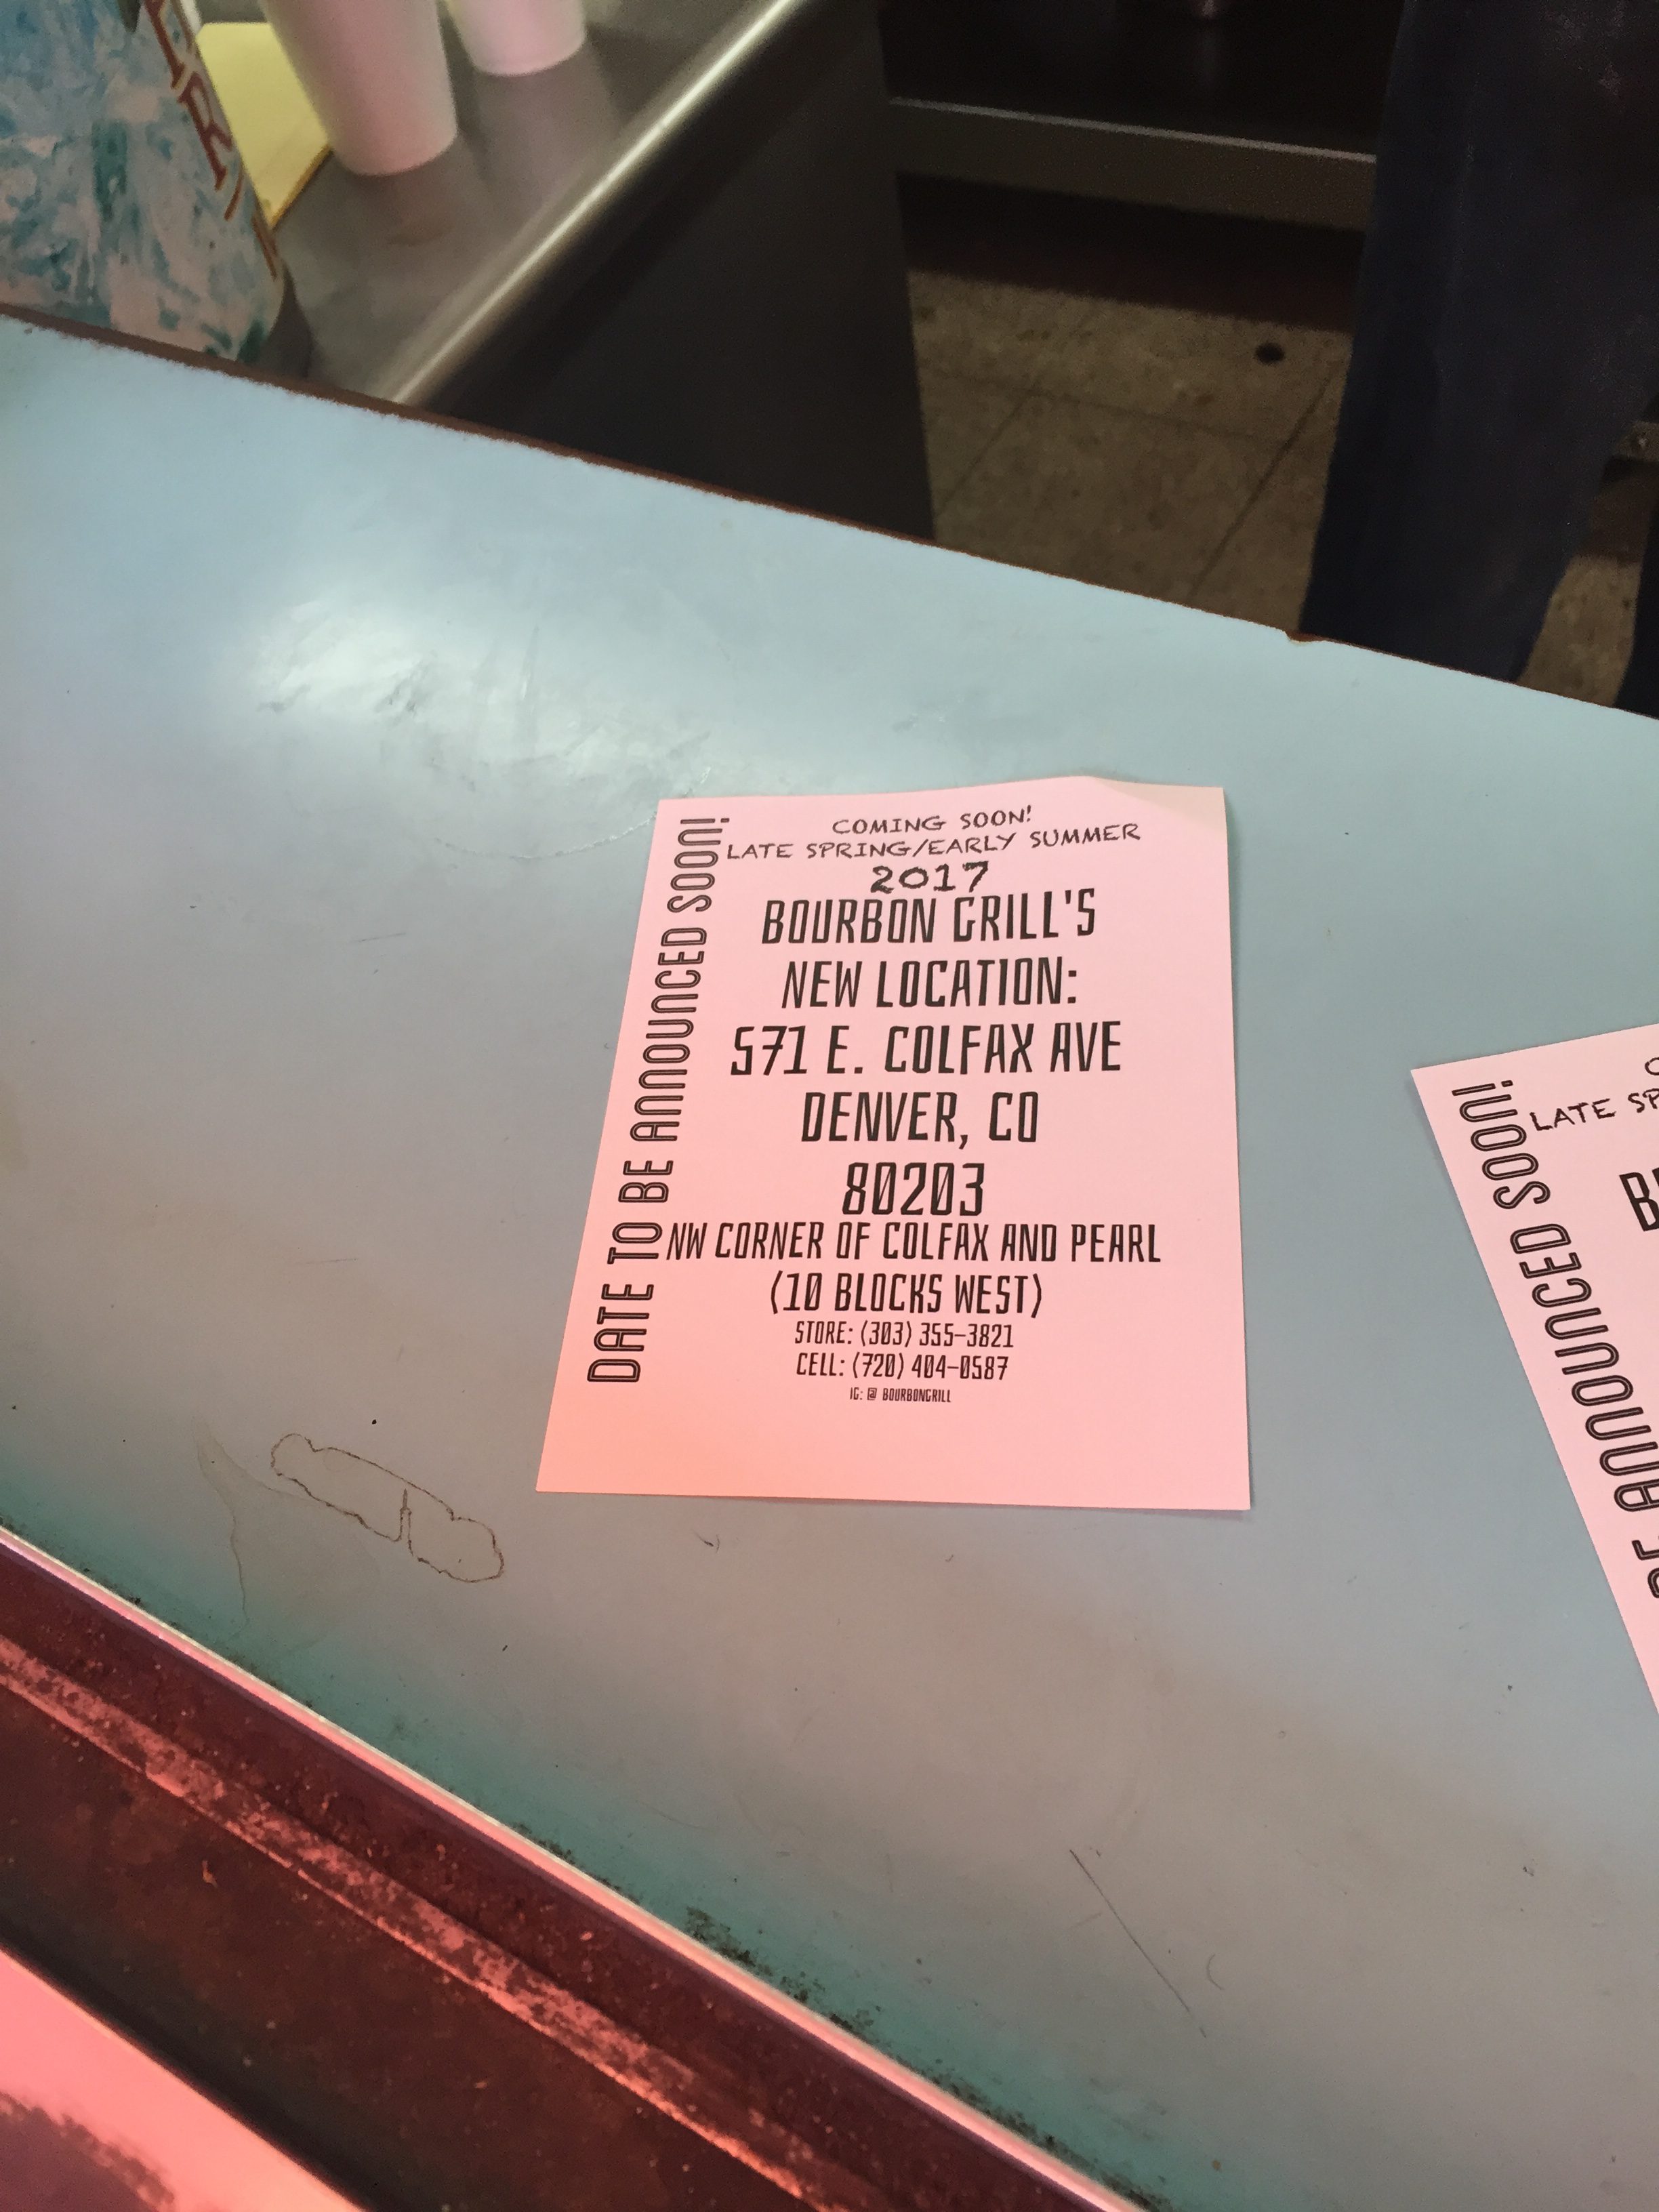 COMING SOON!
LATE SPRING/EARLY SUMMER
2017
BOURBON GRILL'S
NEW LOCATION:
571 E. COLFAX AVE
DENVER, CO
80203
NW CORNER OF COLFAX AND PEARL
(10 BLOCKS WEST)
STORE: (303) 355-3821
CELL: (720) 404-0587
IG: @ BOURBONGRILL
DATE TO BE ANNOUNCED SOON!
LATE
BE ANNOUNCED SOON!